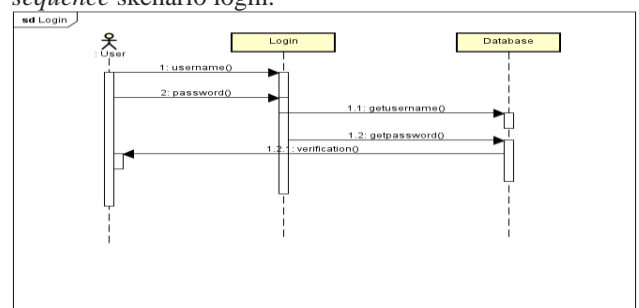 sequence skenario login.
sd Login
: User
Login
Database
1: username()
2: password()
1.1: getusername()
1.2: getpassword()
1.2.1: verification()